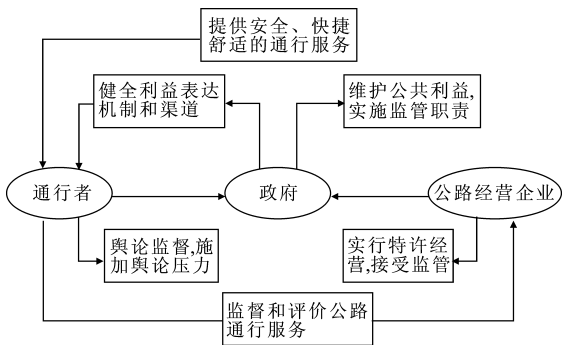 提供安全、快捷
舒适的通行服务
健全利益表达
机制和渠道
维护公共利益,
实施监管职责
通行者
政府
公路经营企业
舆论监督,施
加舆论压力
实行特许经
营,接受监管
监督和评价公路
通行服务